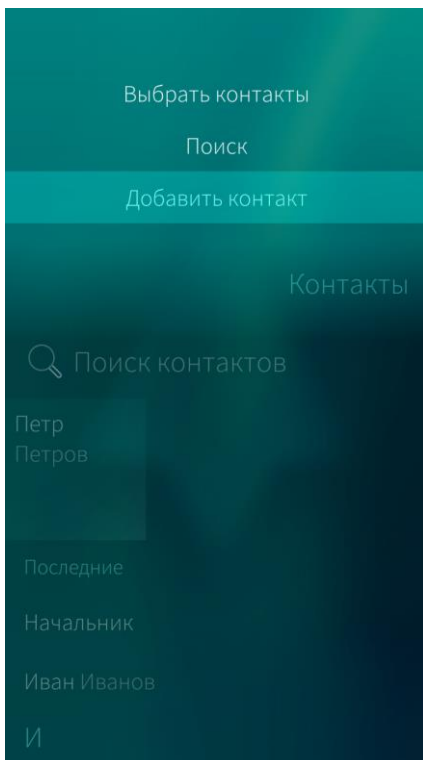 Выбрать контакты
Поиск
Добавить контакт
Контакты
Поиск контактов
Петр
Петров
Последние
Начальник
Иван Иванов
И